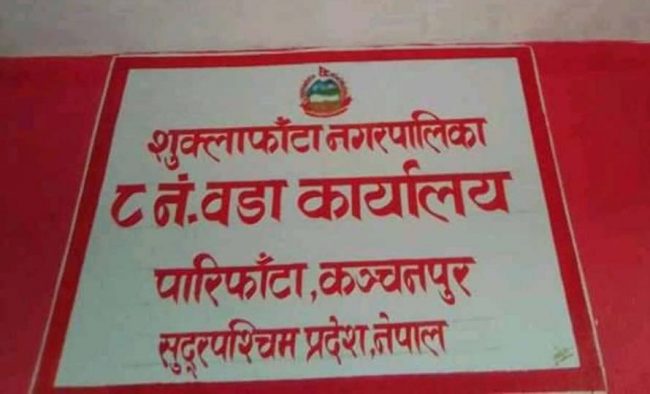 शुक्लाफाँटा नगरपालिका
८ नं. वडा कार्यालय
पारिफाँटा, कञ्चनपुर
सुदूरपश्चिम प्रदेश, नेपाल